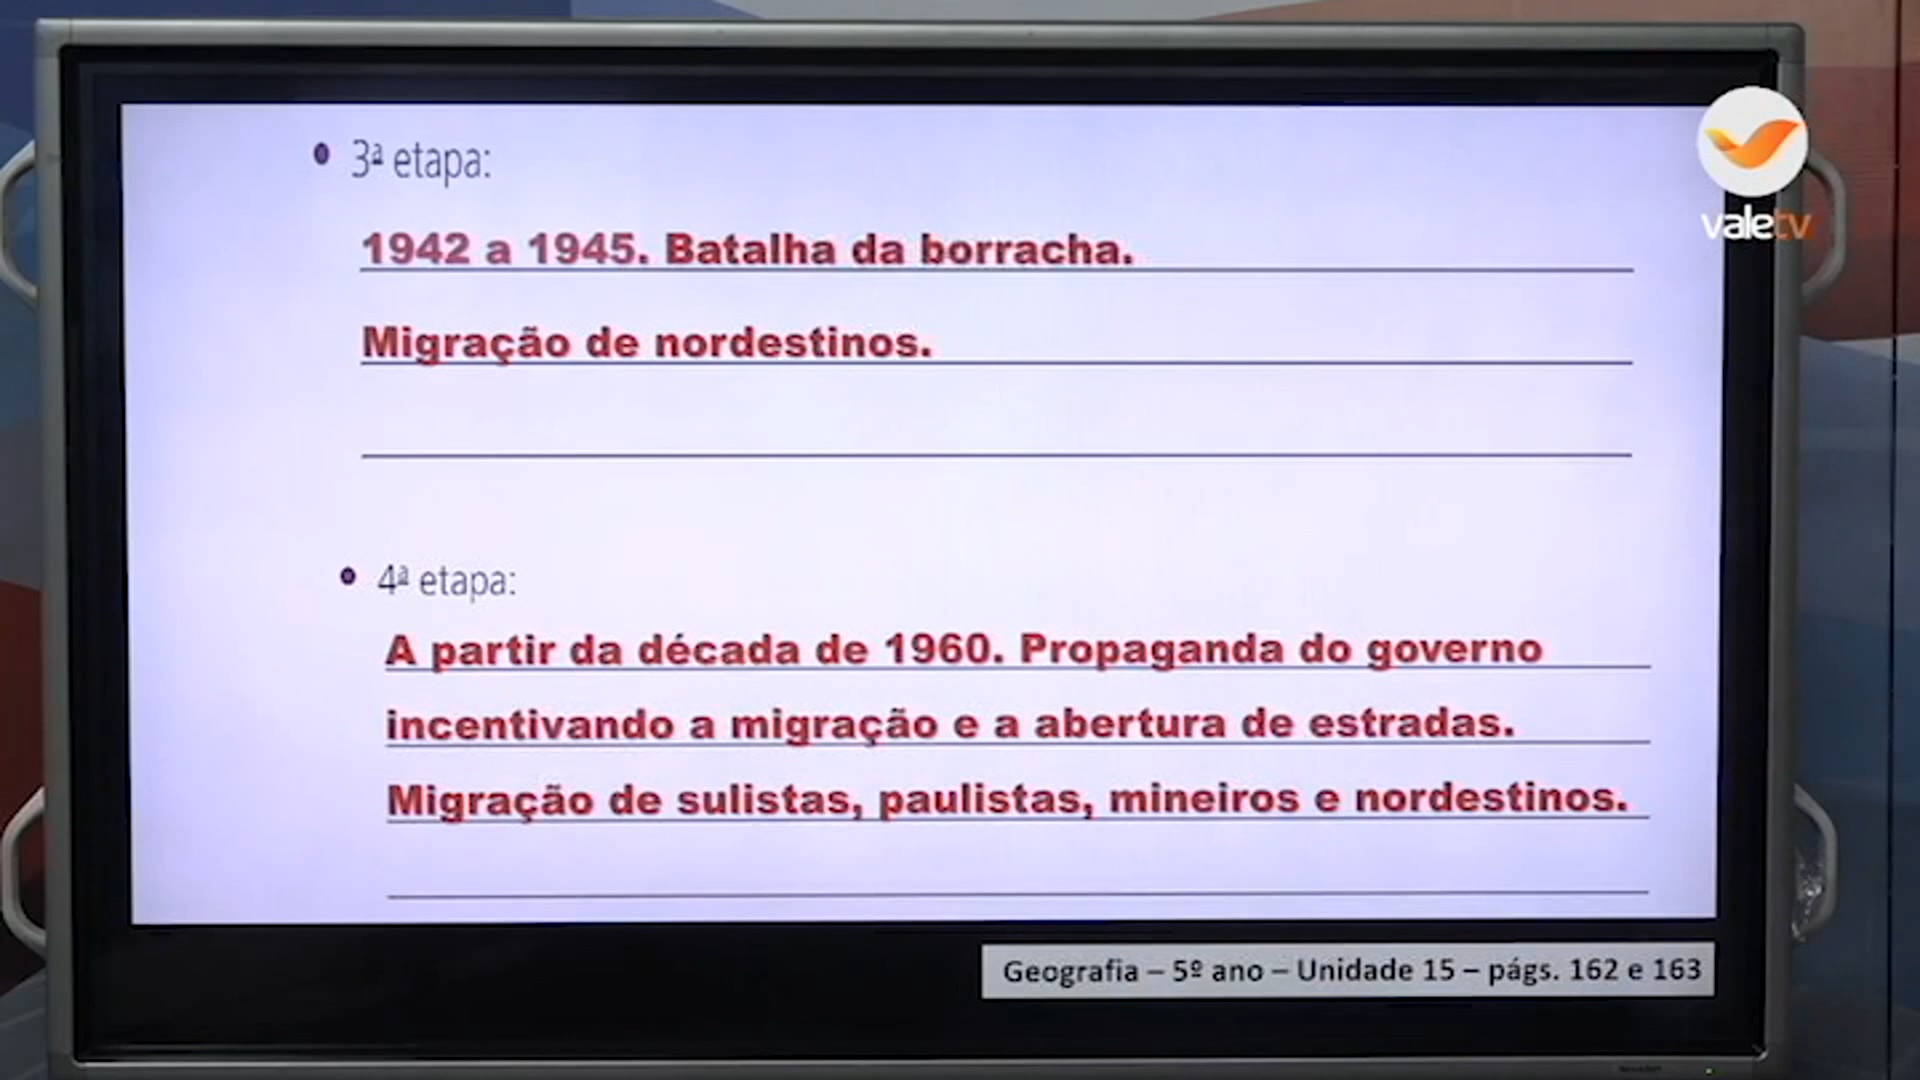 • 3ª etapa:
valetv
1942 a 1945. Batalha da borracha.
Migração de nordestinos.
• 4ª etapa:
A partir da década de 1960. Propaganda do governo
incentivando a migração e a abertura de estradas.
Migração de sulistas, paulistas, mineiros e nordestinos.
Geografia – 5º ano – Unidade 15 – págs. 162 e 163